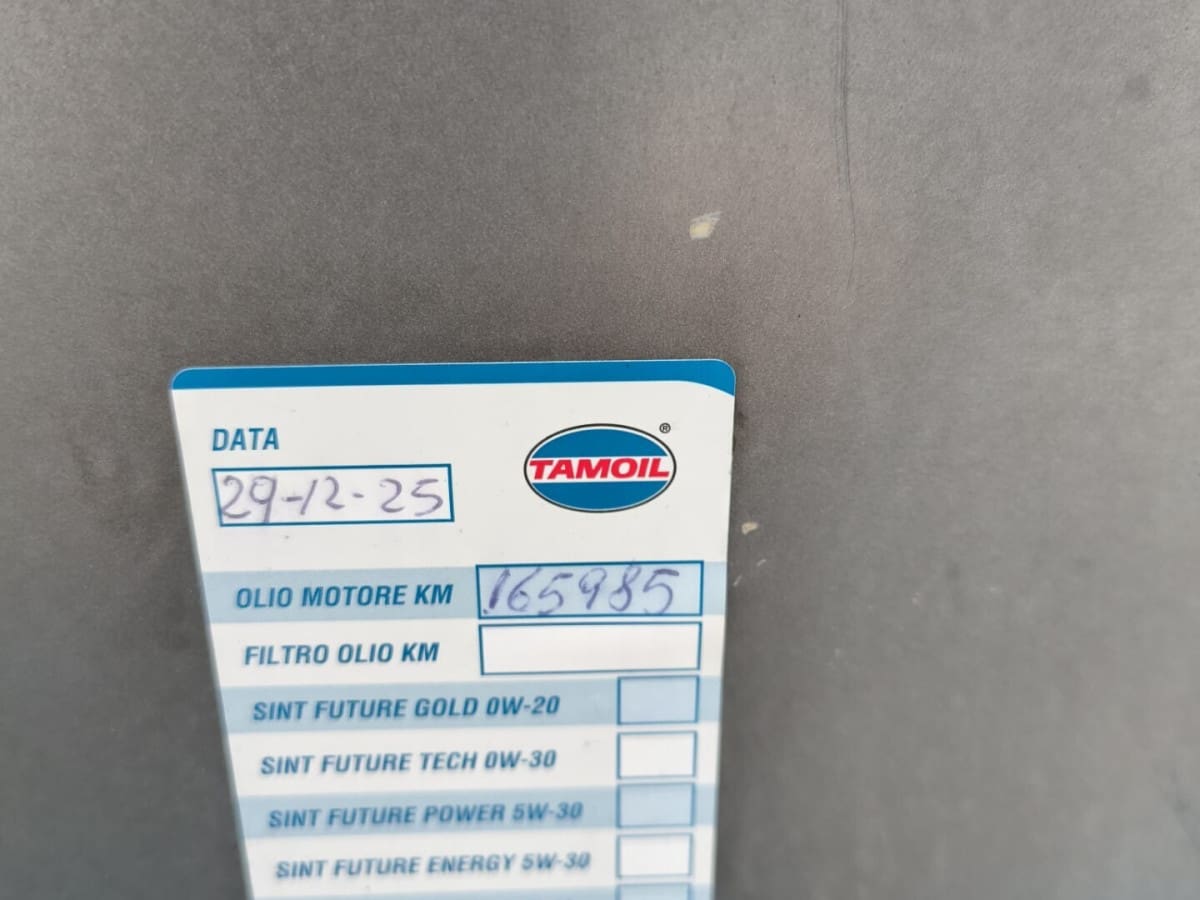 DATA
TAMOIL®
29-12-25
OLIO MOTORE KM 165985
FILTRO OLIO KM
SINT FUTURE GOLD 0W-20
SINT FUTURE TECH 0W-30
SINT FUTURE POWER 5W-30
SINT FUTURE ENERGY 5W-30